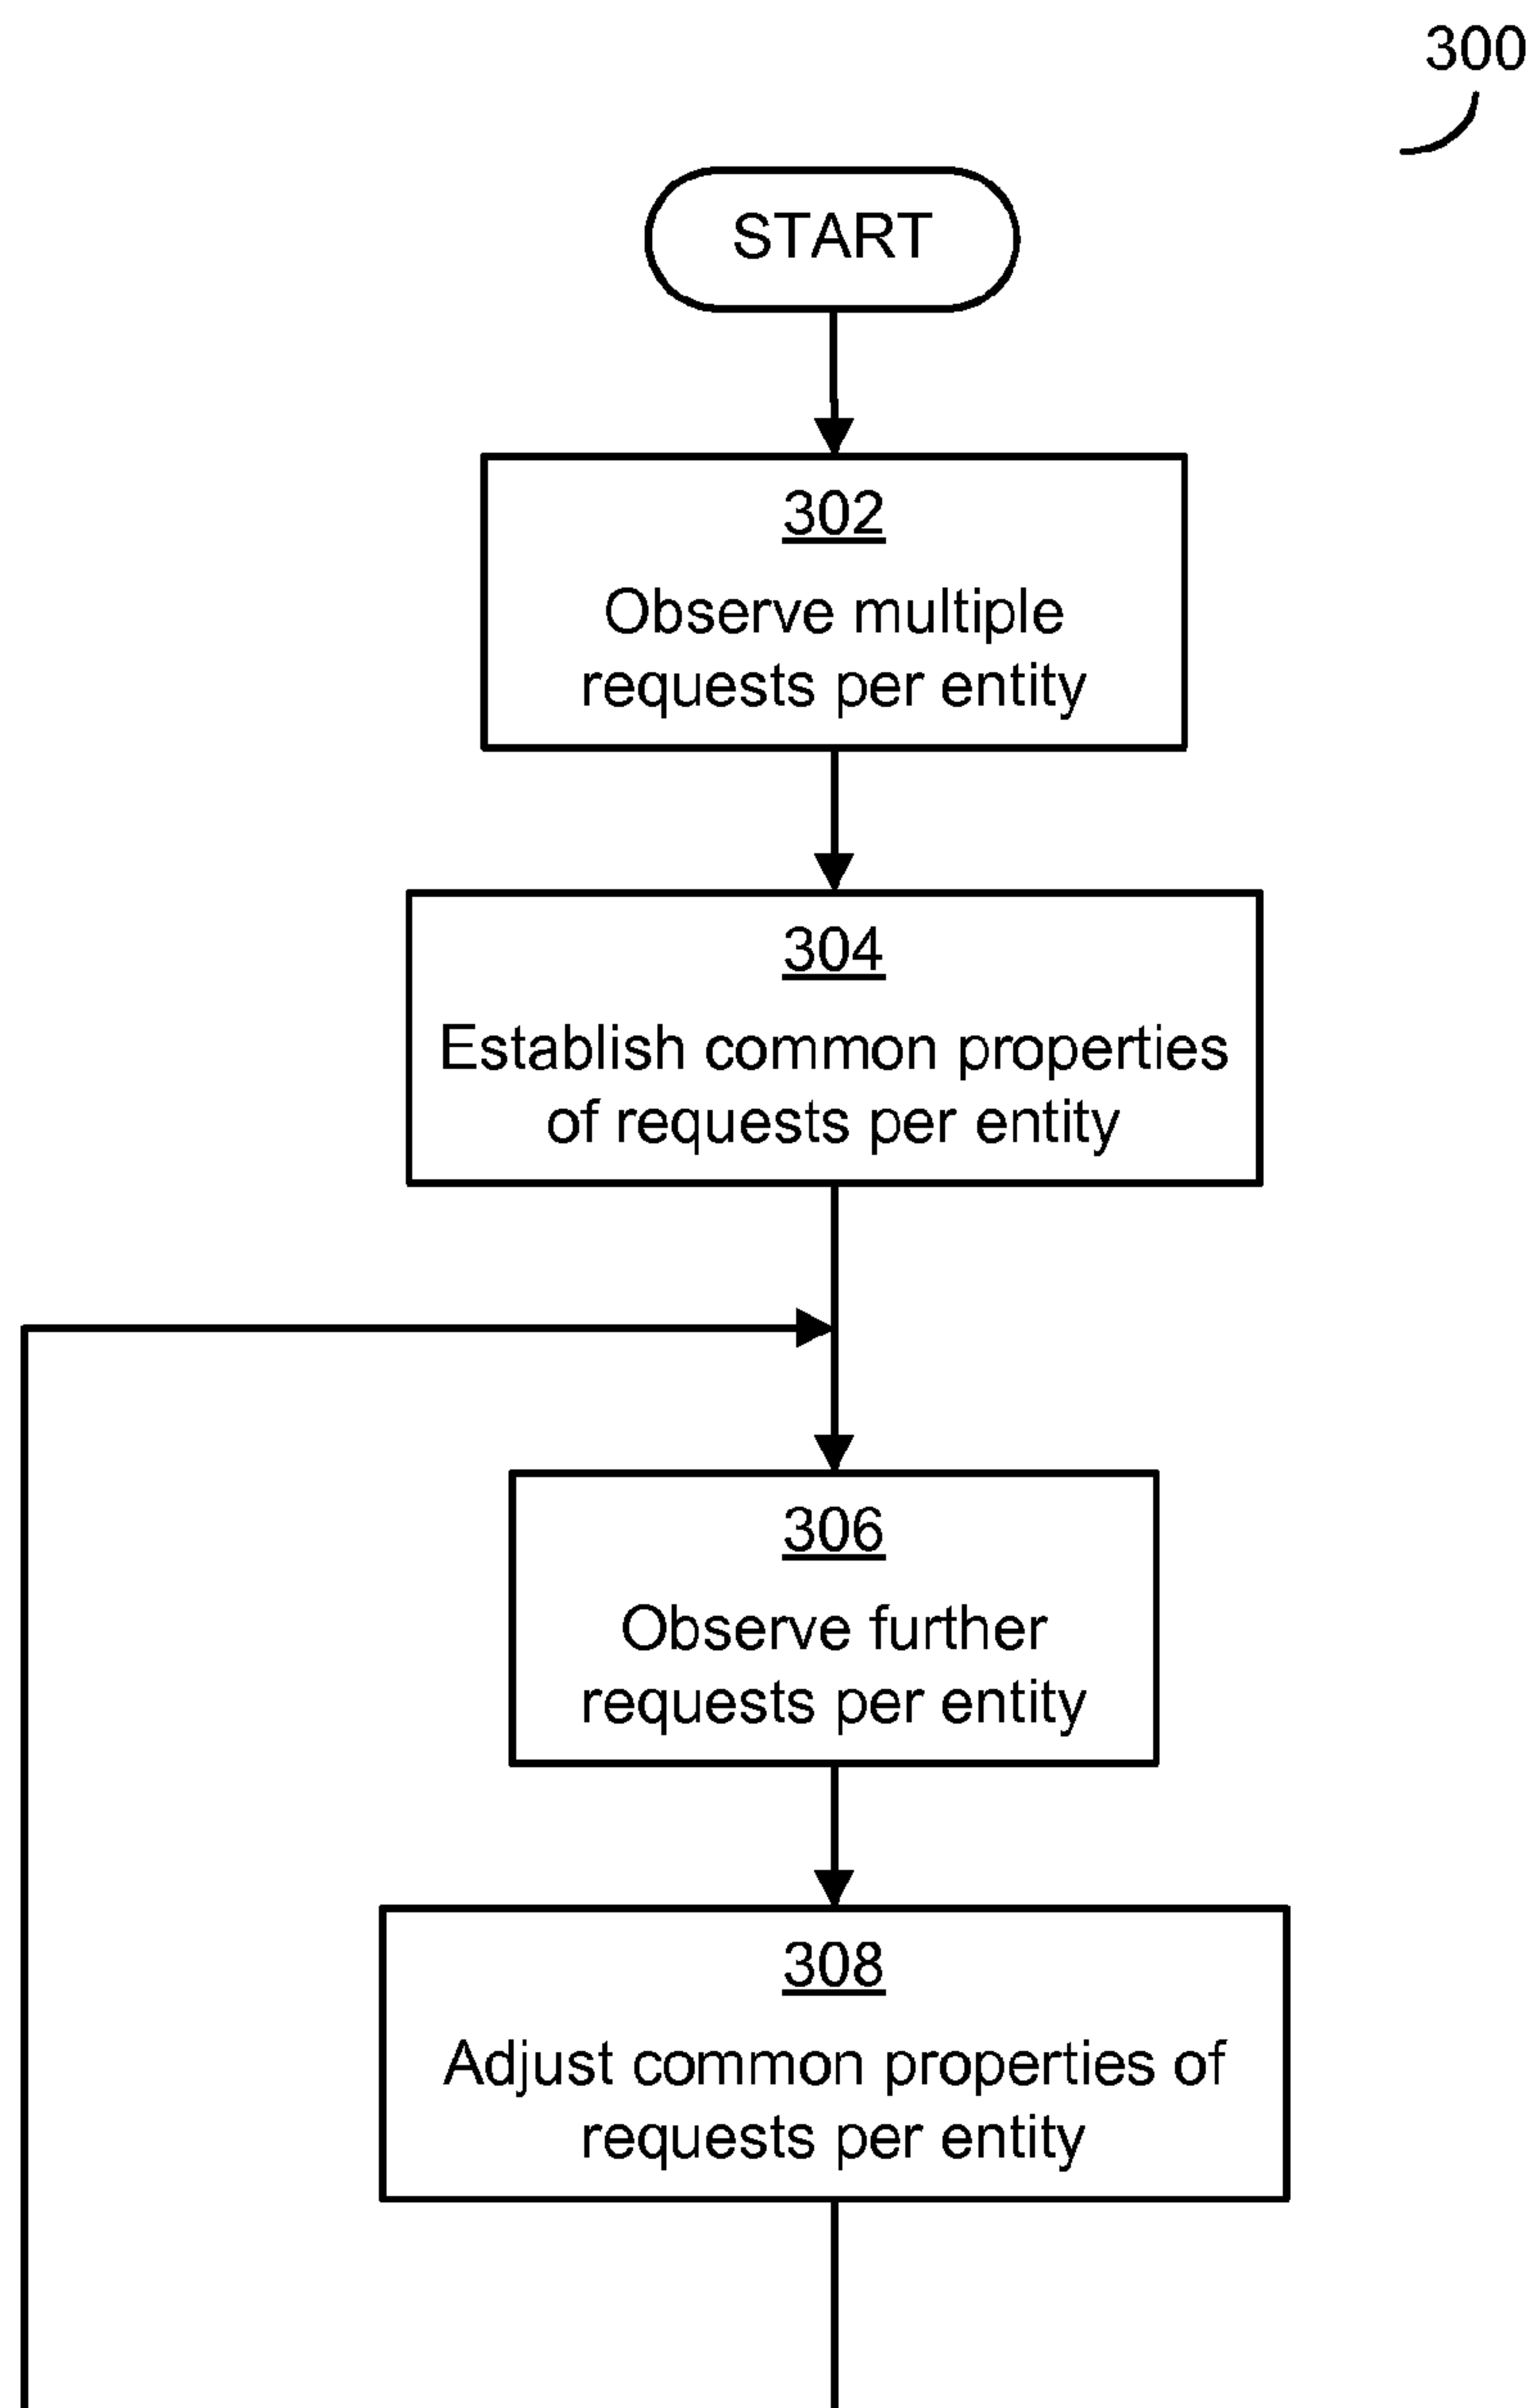 300
START
302
Observe multiple
requests per entity
304
Establish common properties
of requests per entity
306
Observe further
requests per entity
308
Adjust common properties of
requests per entity